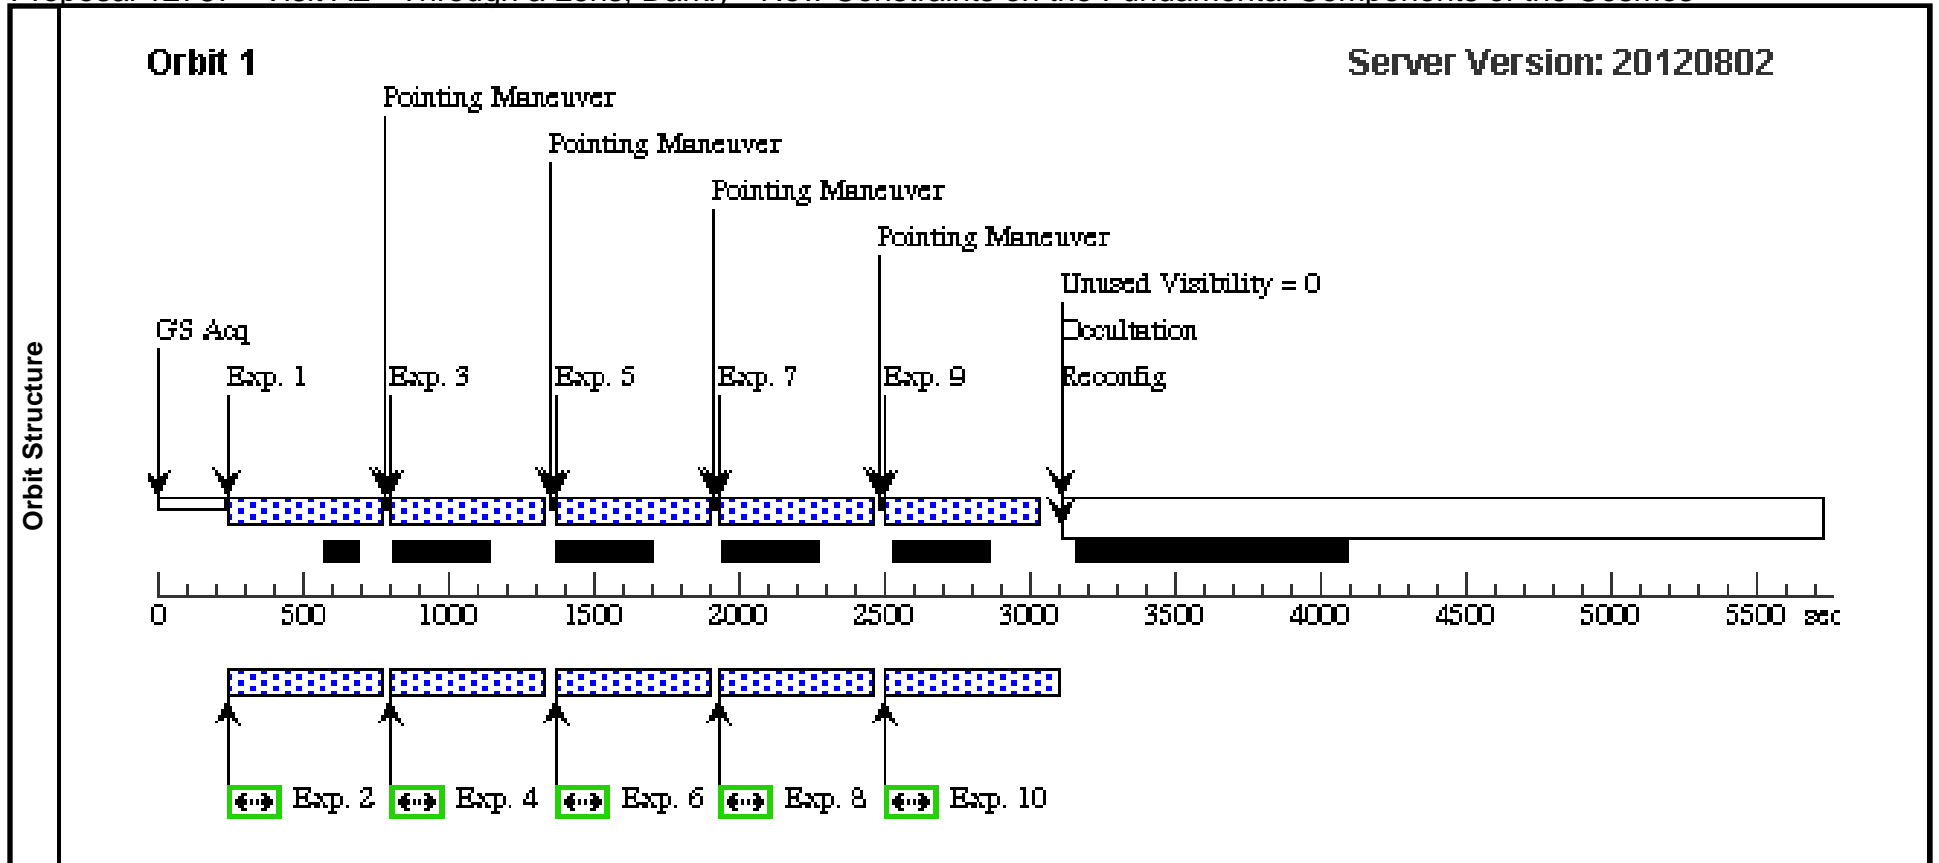 Orbit Structure
Orbit 1
Server Version: 20120802
Pointing Maneuver
Pointing Maneuver
Pointing Maneuver
Pointing Maneuver
Unused Visibility = 0
GS Acq
Occultation
Exp. 1
Exp. 3
Exp. 5
Exp. 7
Exp. 9
Reconfig
0 500 1000 1500 2000 2500 3000 3500 4000 4500 5000 5500 sec
Exp. 2
Exp. 4
Exp. 6
Exp. 8
Exp. 10